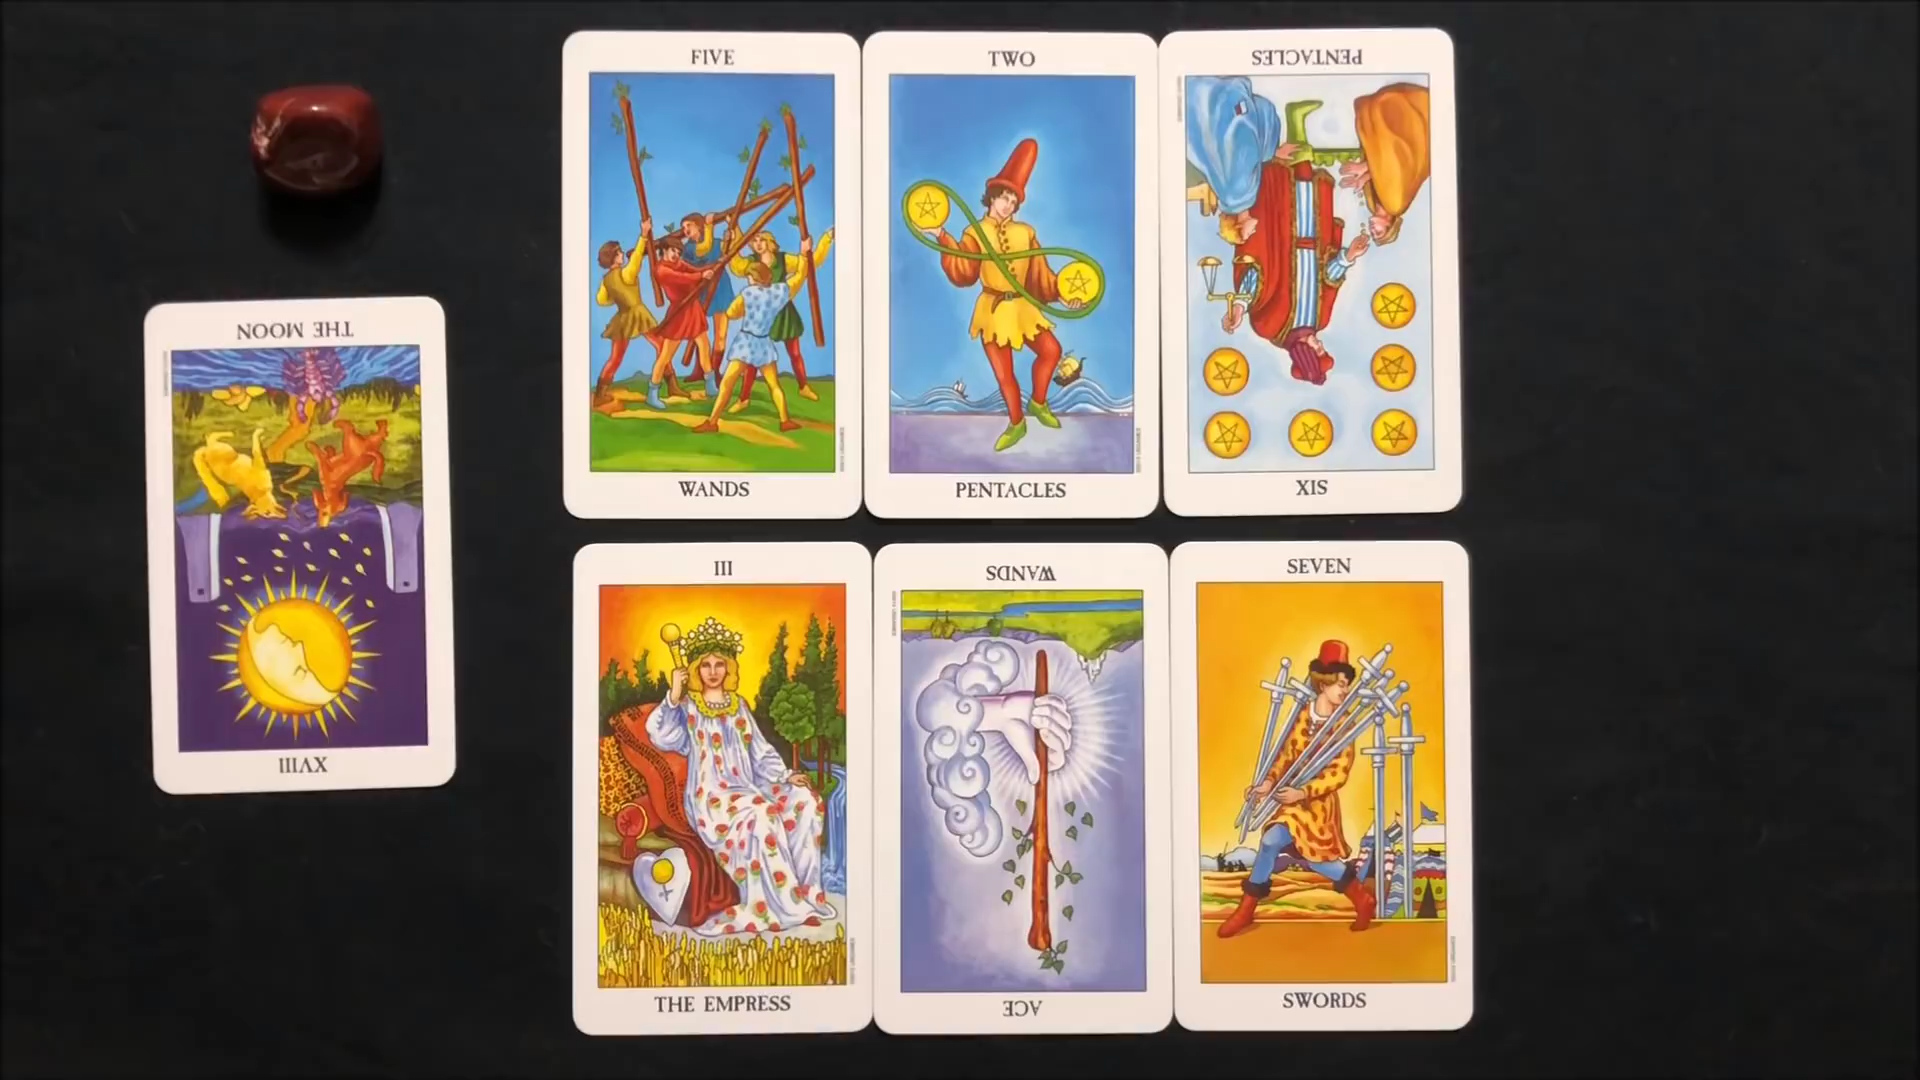 THE MOON
XVIII
FIVE
WANDS
TWO
PENTACLES
PENTACLES
SIX
III
THE EMPRESS
WANDS
ACE
SEVEN
SWORDS